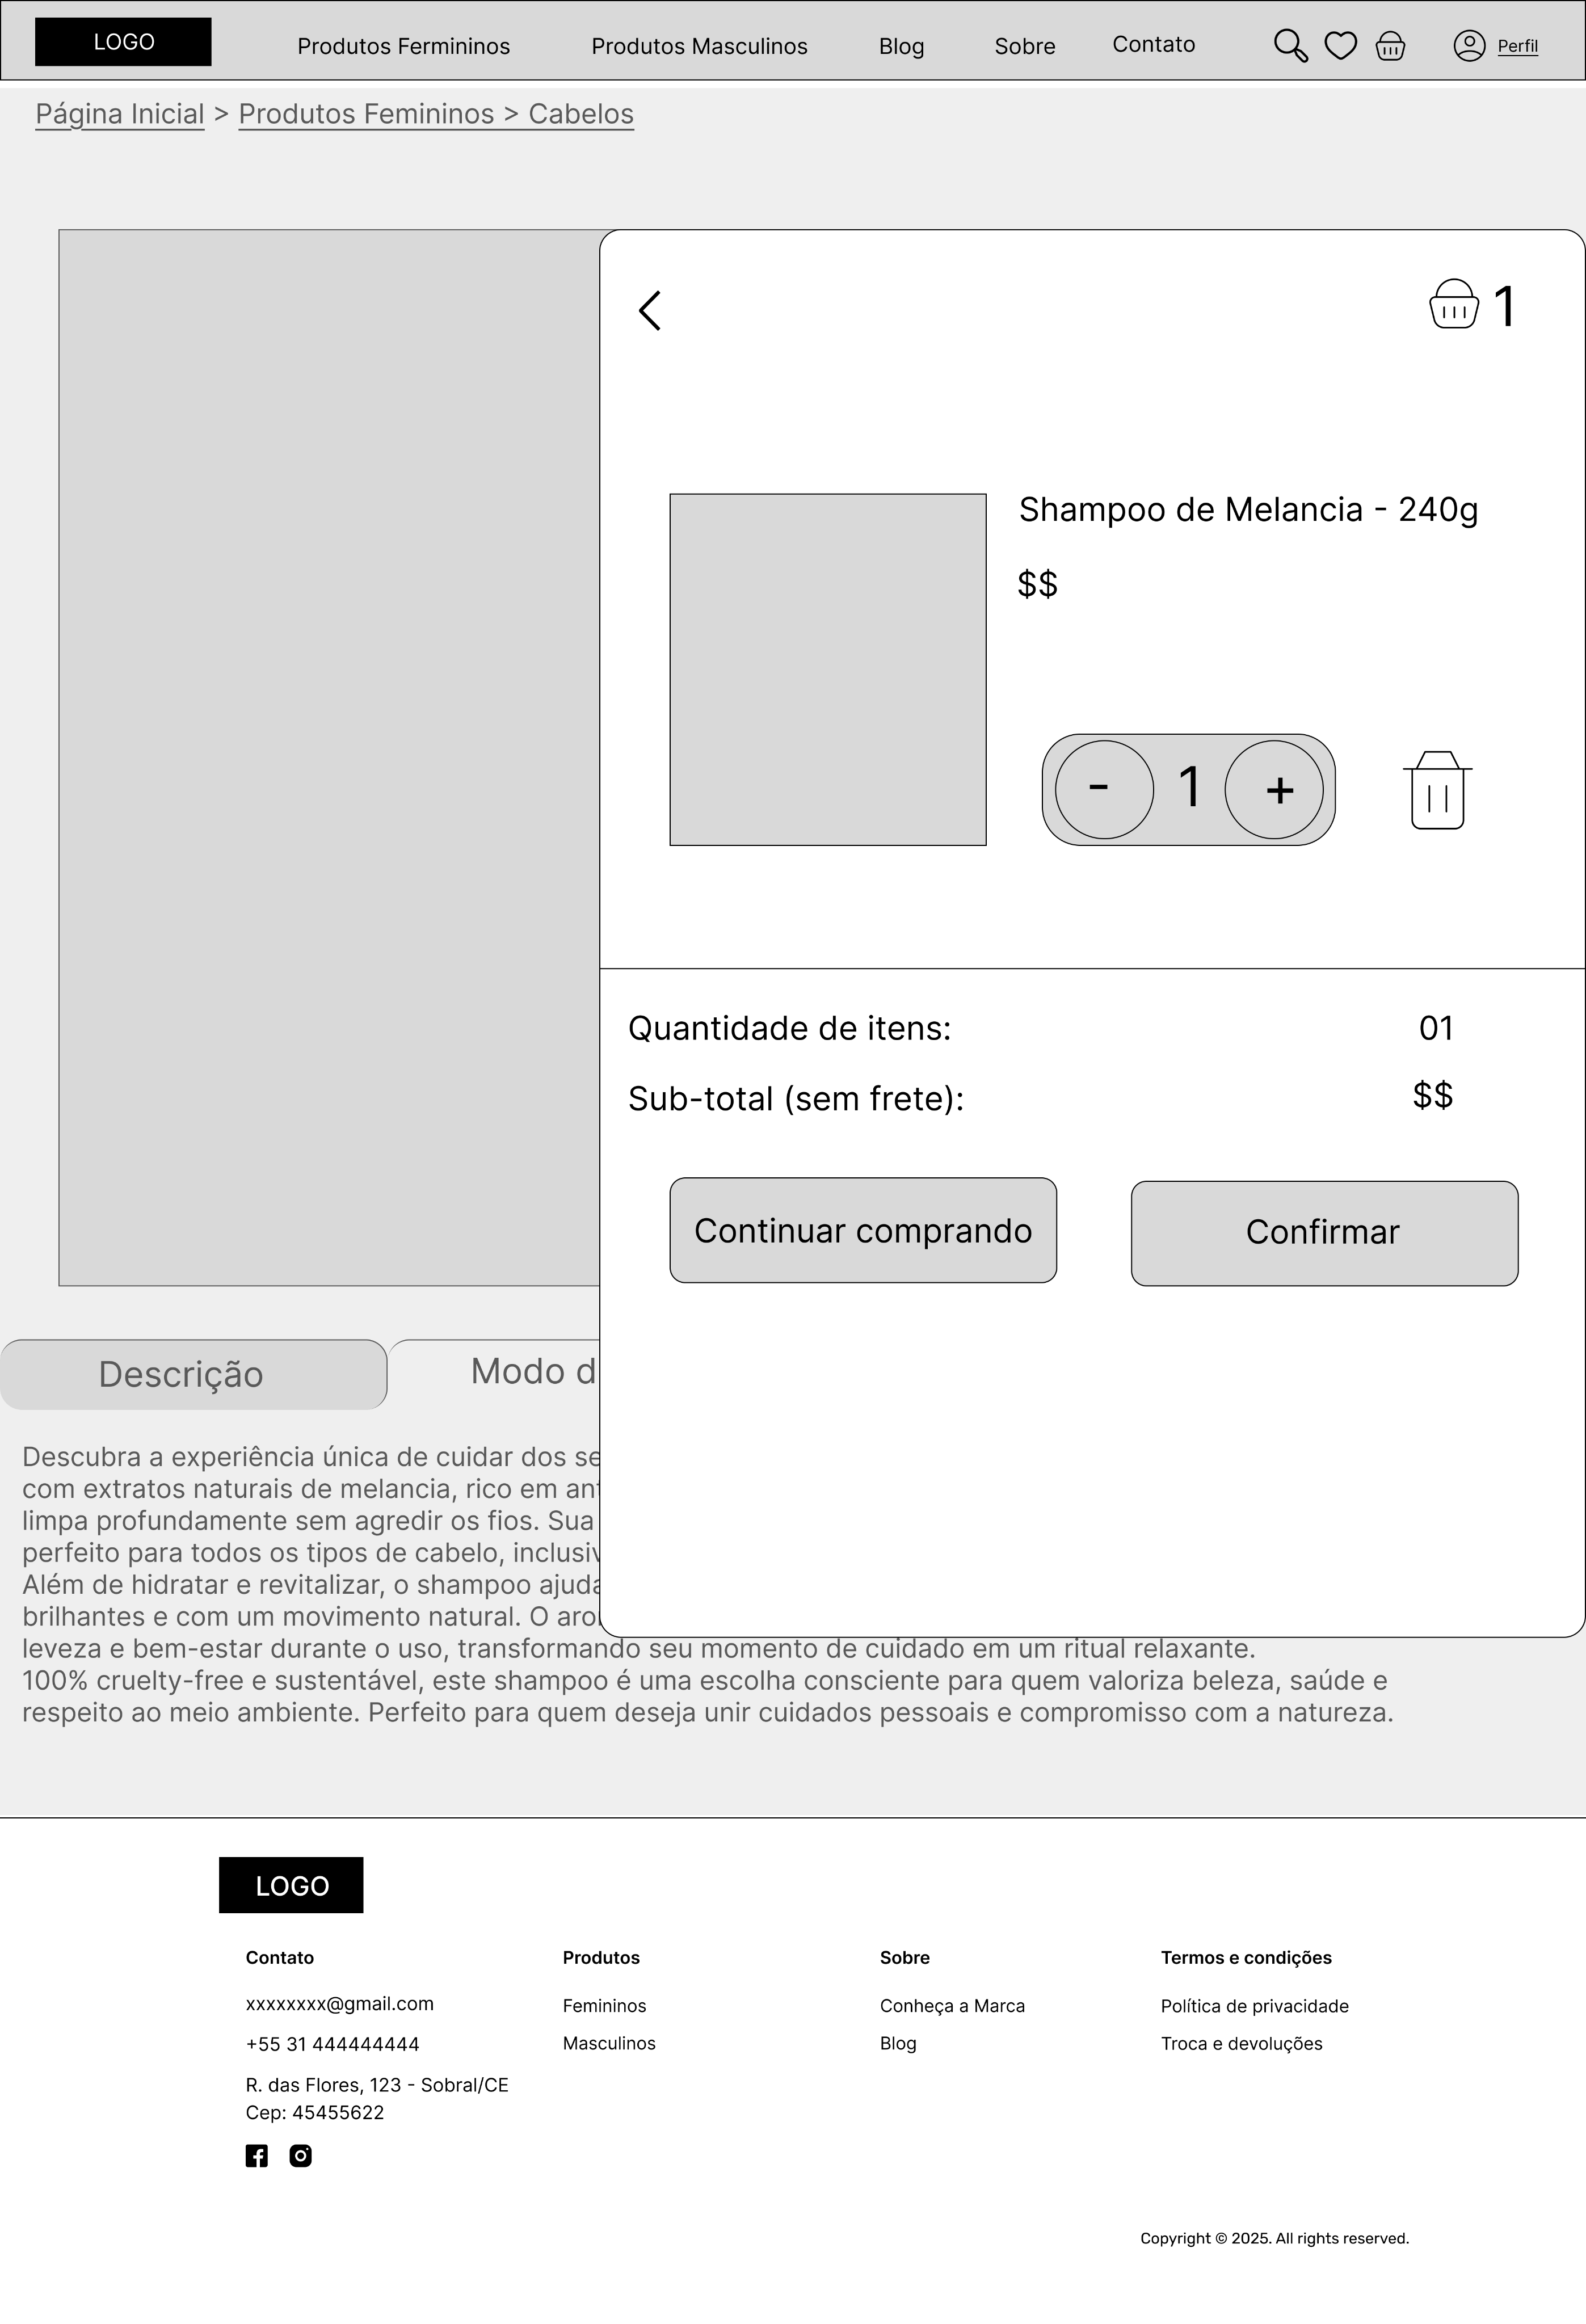 LOGO
Produtos Fermininos
Produtos Masculinos
Blog
Sobre
Contato
Perfil
Página Inicial > Produtos Femininos > Cabelos
1
Shampoo de Melancia - 240g
$$
- 1 +
Quantidade de itens: 01
Sub-total (sem frete): $$
Continuar comprando
Confirmar
Descrição
Modo d
Descubra a experiência única de cuidar dos se
com extratos naturais de melancia, rico em ant
limpa profundamente sem agredir os fios. Sua
perfeito para todos os tipos de cabelo, inclusiv
Além de hidratar e revitalizar, o shampoo ajuda
brilhantes e com um movimento natural. O aro
leveza e bem-estar durante o uso, transformando seu momento de cuidado em um ritual relaxante.
100% cruelty-free e sustentável, este shampoo é uma escolha consciente para quem valoriza beleza, saúde e
respeito ao meio ambiente. Perfeito para quem deseja unir cuidados pessoais e compromisso com a natureza.
LOGO
Contato
xxxxxxxx@gmail.com
+55 31 444444444
R. das Flores, 123 - Sobral/CE
Cep: 45455622
Produtos
Femininos
Masculinos
Sobre
Conheça a Marca
Blog
Termos e condições
Política de privacidade
Troca e devoluções
Copyright © 2025. All rights reserved.